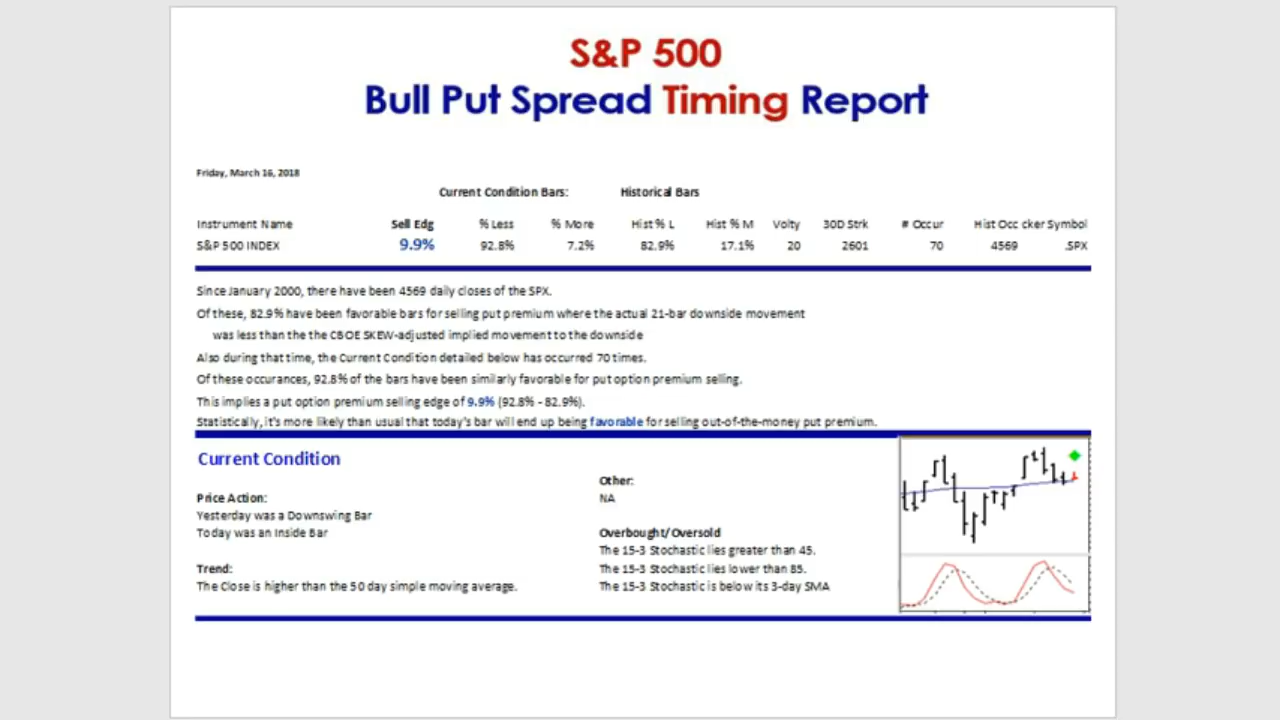 S&P 500
Bull Put Spread Timing Report
Friday, March 16, 2018
Current Condition Bars: Historical Bars
Instrument Name Sell Edg % Less % More Hist % L Hist % M Volty 30D Strk # Occur Hist Occ cker Symbol
S&P 500 INDEX 9.9% 92.8% 7.2% 82.9% 17.1% 20 2601 70 4569 .SPX
Since January 2000, there have been 4569 daily closes of the SPX.
Of these, 82.9% have been favorable bars for selling put premium where the actual 21-bar downside movement
was less than the the CBOE SKEW-adjusted implied movement to the downside
Also during that time, the Current Condition detailed below has occurred 70 times.
Of these occurances, 92.8% of the bars have been similarly favorable for put option premium selling.
This implies a put option premium selling edge of 9.9% (92.8% - 82.9%).
Statistically, it's more likely than usual that today's bar will end up being favorable for selling out-of-the-money put premium.
Current Condition
Price Action:
Yesterday was a Downswing Bar
Today was an Inside Bar
Trend:
The Close is higher than the 50 day simple moving average.
Other:
NA
Overbought/Oversold
The 15-3 Stochastic lies greater than 45.
The 15-3 Stochastic lies lower than 85.
The 15-3 Stochastic is below its 3-day SMA